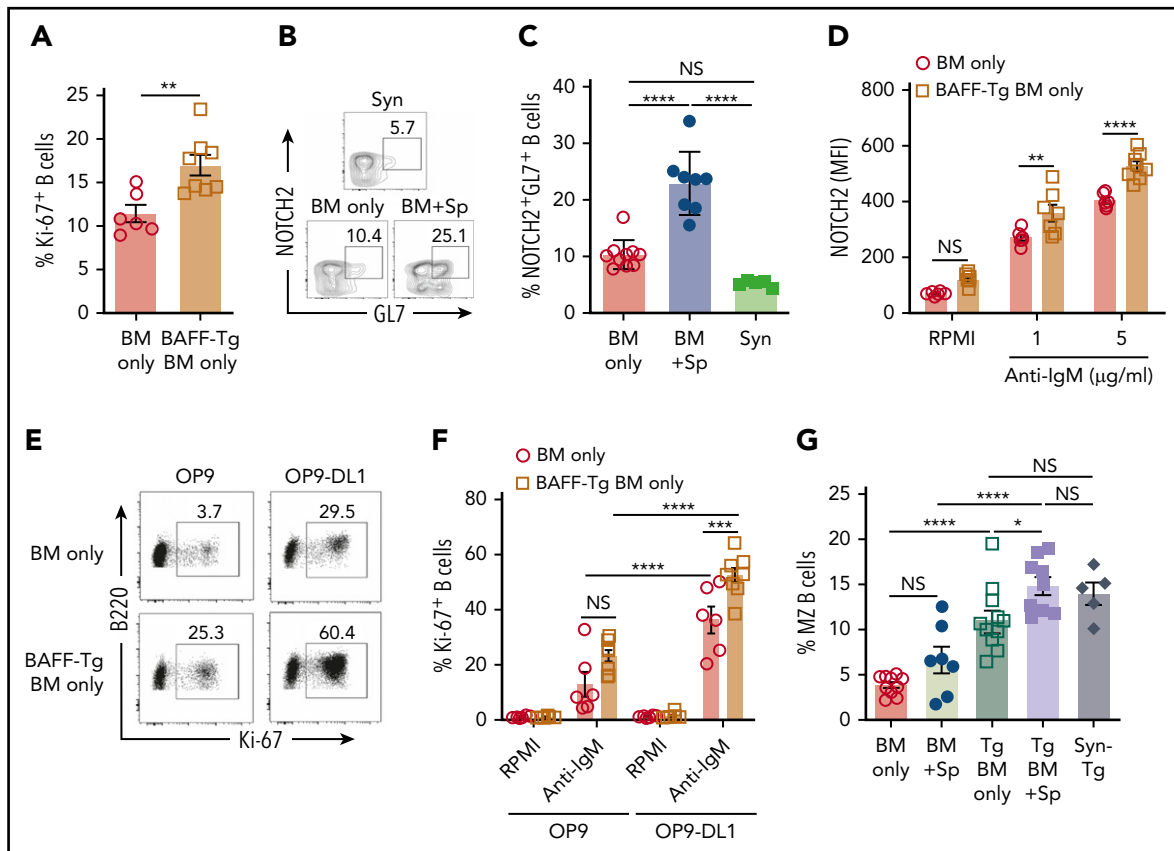 A
% Ki-67+ B cells
25
20
15
10
5
0
**
BM only
BAFF-Tg BM only
B
Syn
5.7
BM only
BM+Sp
10.4
25.1
NOTCH2
GL7
C
% NOTCH2+GL7+ B cells
40
30
20
10
0
NS
**** ****
BM only
BM +Sp
Syn
D
BM only
BAFF-Tg BM only
NOTCH2 (MFI)
800
600
400
200
0
NS
**
****
RPMI
1
5
Anti-IgM (μg/ml)
E
OP9
OP9-DL1
BM only
3.7
29.5
BAFF-Tg BM only
25.3
60.4
B220
Ki-67
F
BM only
BAFF-Tg BM only
% Ki-67+ B cells
80
60
40
20
0
****
***
****
NS
RPMI
Anti-IgM
RPMI
Anti-IgM
OP9
OP9-DL1
G
% MZ B cells
25
20
15
10
5
0
NS
**** NS
**** *
NS
BM only
BM +Sp
Tg BM only
Tg BM +Sp
Syn-Tg